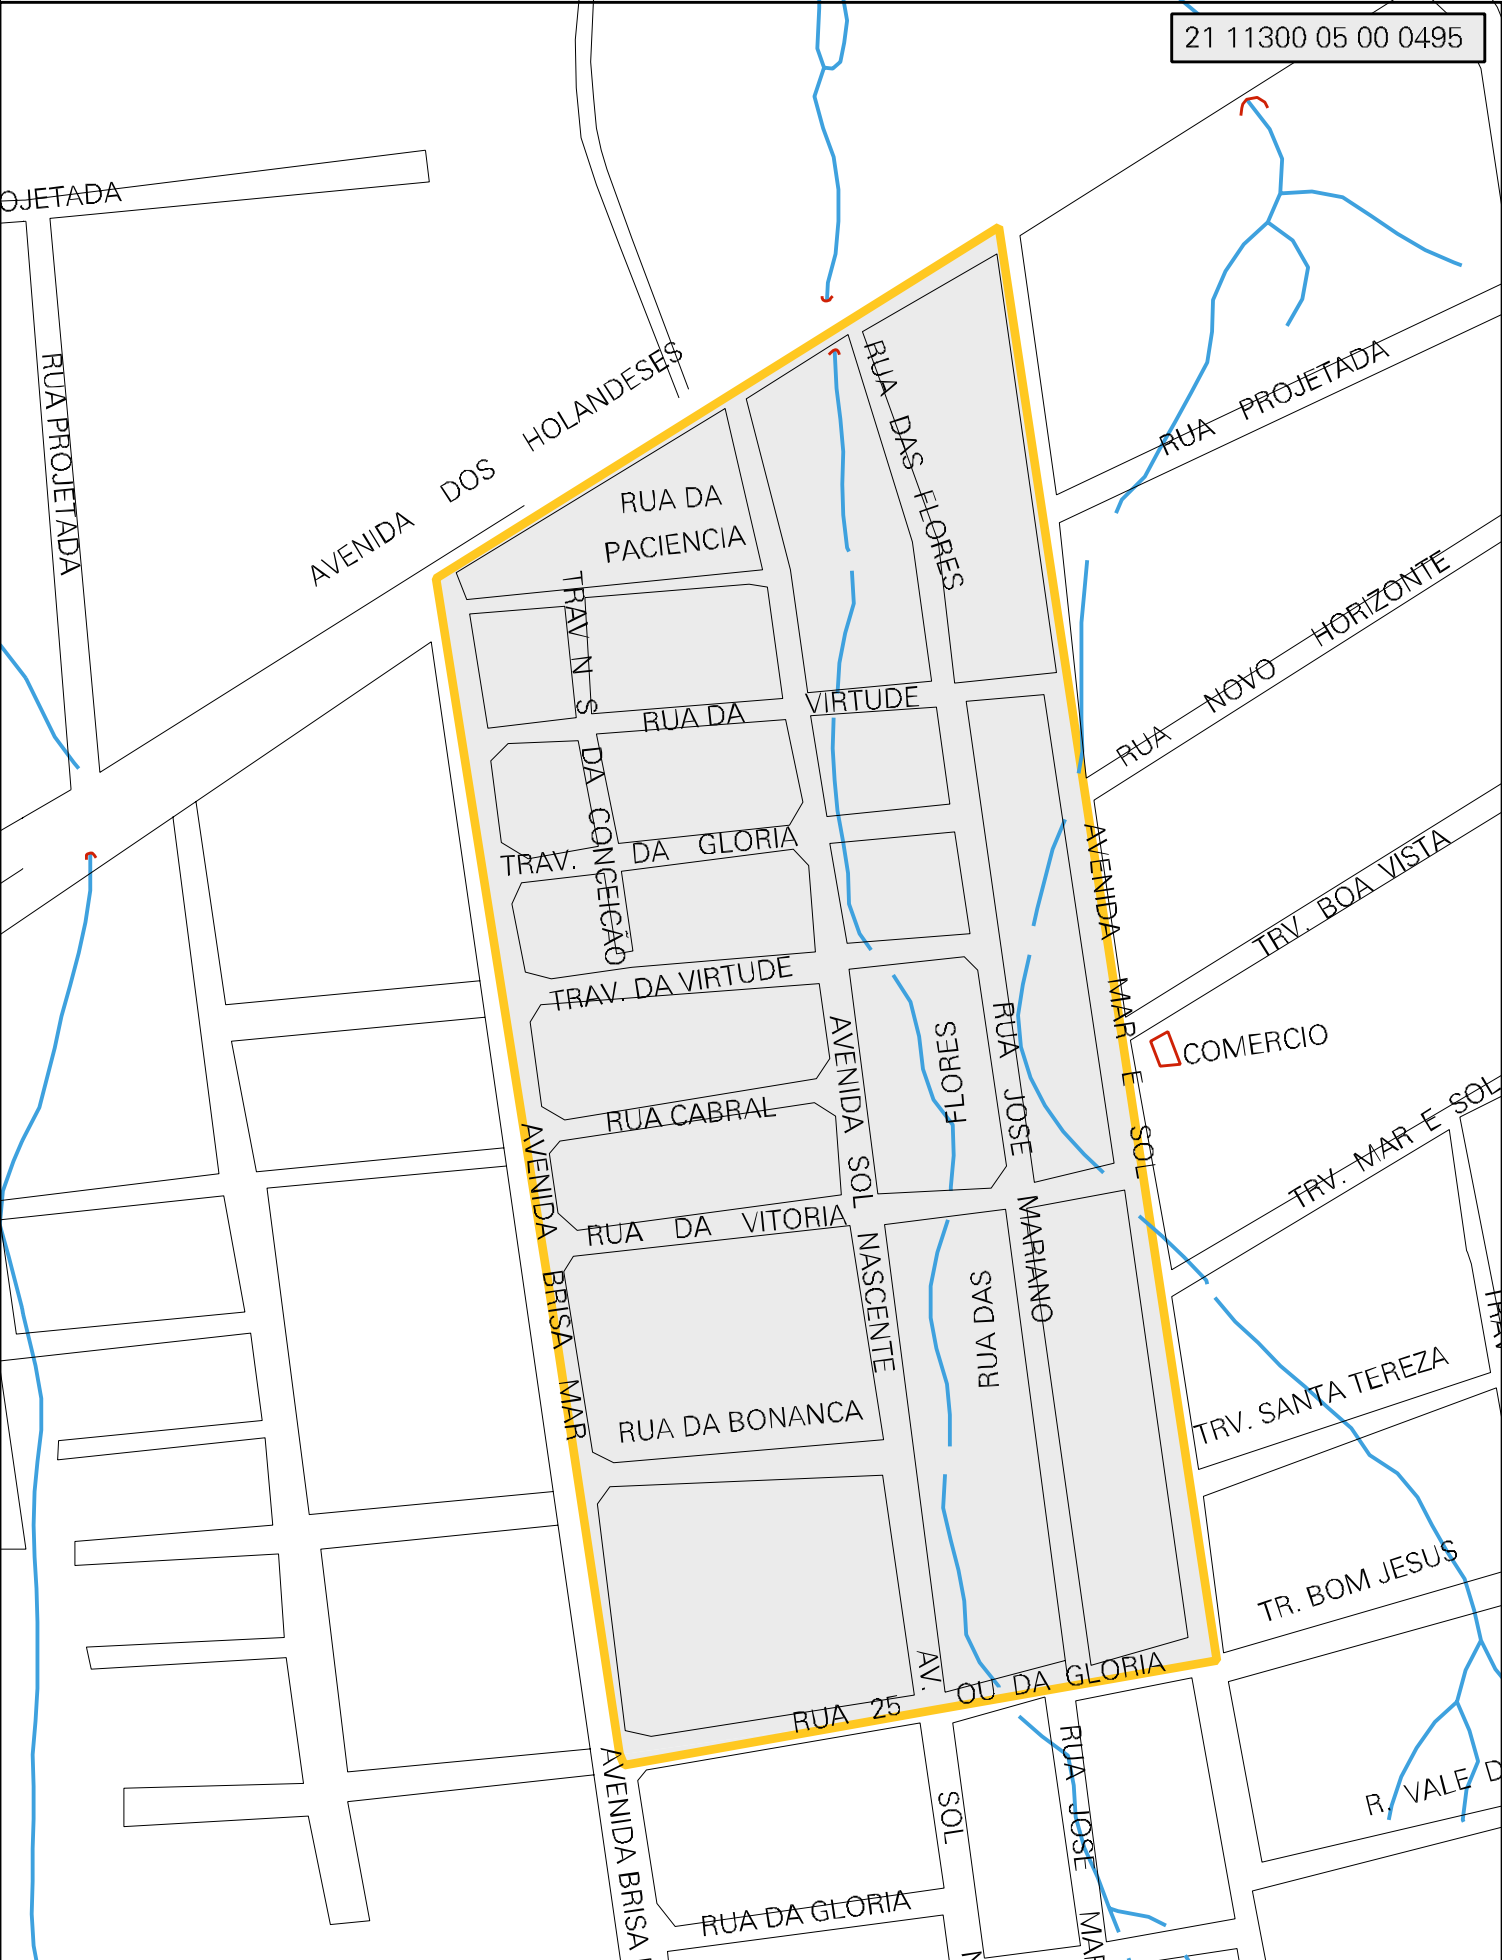 21 11300 05 00 0495
OJETADA
RUA PROJETADA
AVENIDA DOS HOLANDESES
RUA DAS FLORES
RUA PROJETADA
RUA DA
PACIENCIA
TRAV N S DA CONCEICÃO
RUA NOVO HORIZONTE
RUA DA VIRTUDE
TRAV. DA GLORIA
AVENIDA MAR E SOL
TRV. BOA VISTA
TRAV. DA VIRTUDE
COMERCIO
AVENIDA SOL NASCENTE
RUA DAS FLORES
RUA JOSE MARIANO
RUA CABRAL
TRV. MAR E SOL
AVENIDA BRISA MAR
RUA DA VITORIA
TRAV
TRV. SANTA TEREZA
RUA DA BONANCA
TR. BOM JESUS
RUA 25 OU DA GLORIA
AV. SOL N
RUA JOSE MAR
AVENIDA BRISA
R. VALE D
RUA DA GLORIA